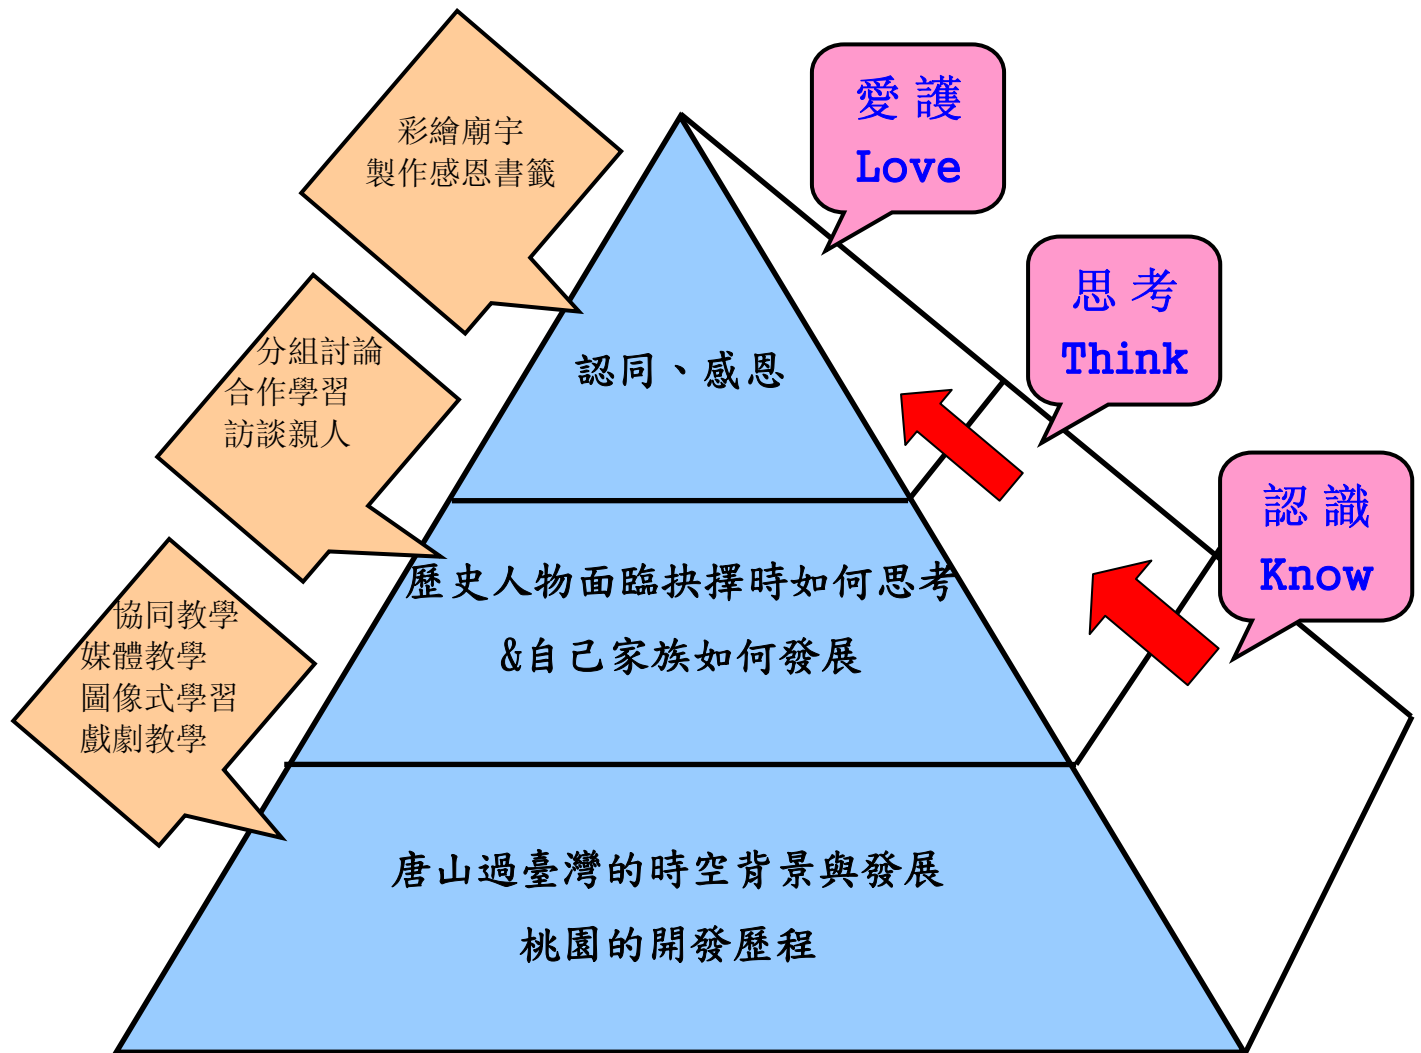 愛護
Love
彩繪廟宇
製作感恩書籤
思考
Think
分組討論
合作學習
訪談親人
認同、感恩
認識
Know
歷史人物面臨抉擇時如何思考
&自己家族如何發展
協同教學
媒體教學
圖像式學習
戲劇教學
唐山過臺灣的時空背景與發展
桃園的開發歷程